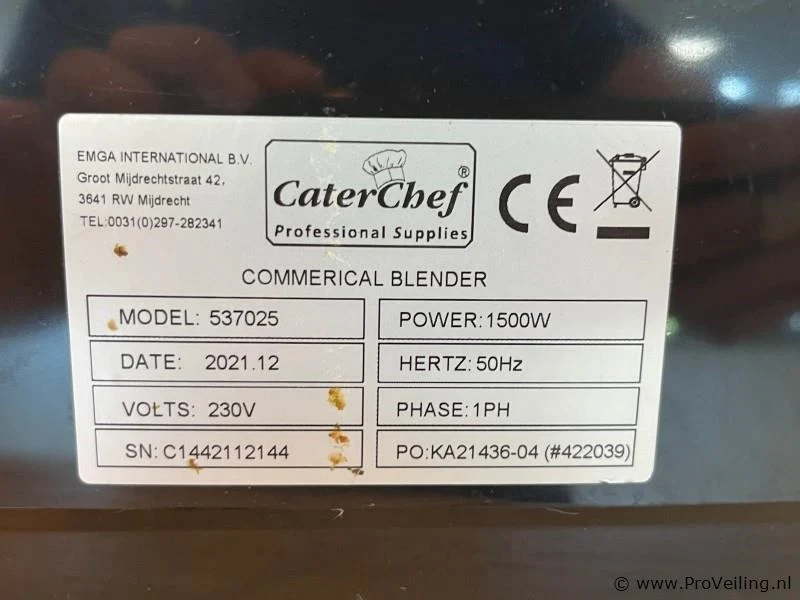 EMGA INTERNATIONAL B.V.
Groot Mijdrechtstraat 42,
3641 RW Mijdrecht
TEL:0031(0)297-282341
CaterChef®
Professional Supplies
CE
COMMERICAL BLENDER
MODEL: 537025
POWER:1500W
DATE: 2021.12
HERTZ:50Hz
VOLTS: 230V
PHASE:1PH
SN: C1442112144
PO:KA21436-04 (#422039)
© www.ProVeiling.nl